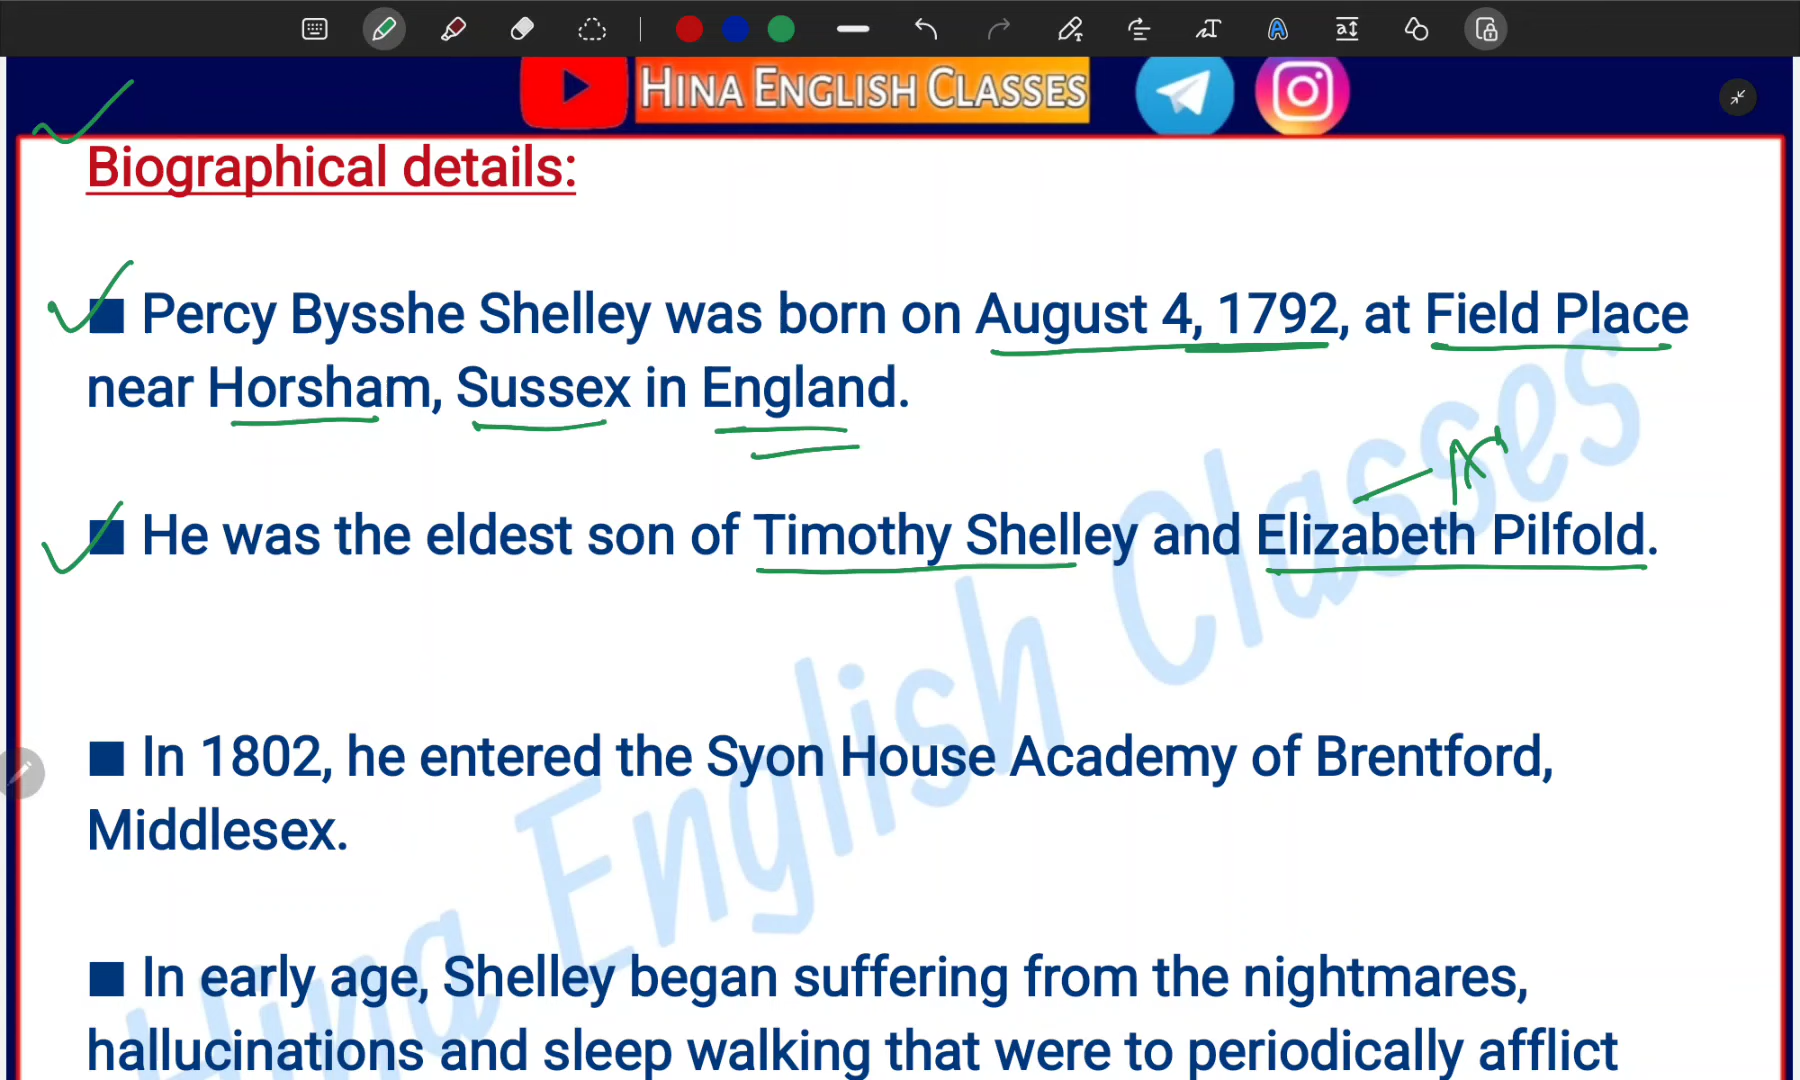 HINA ENGLISH CLASSES
Biographical details:
■ Percy Bysshe Shelley was born on August 4, 1792, at Field Place
near Horsham, Sussex in England.
■ He was the eldest son of Timothy Shelley and Elizabeth Pilfold.
■ In 1802, he entered the Syon House Academy of Brentford,
Middlesex.
■ In early age, Shelley began suffering from the nightmares,
hallucinations and sleep walking that were to periodically afflict
Hina English Classes